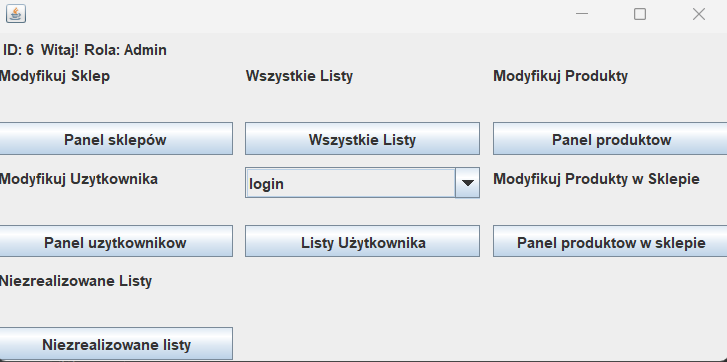 ID: 6 Witaj! Rola: Admin
Modyfikuj Sklep
Wszystkie Listy
Modyfikuj Produkty
Panel sklepów
Wszystkie Listy
Panel produktow
Modyfikuj Uzytkownika
login
Modyfikuj Produkty w Sklepie
Panel uzytkownikow
Listy Użytkownika
Panel produktow w sklepie
Niezrealizowane Listy
Niezrealizowane listy